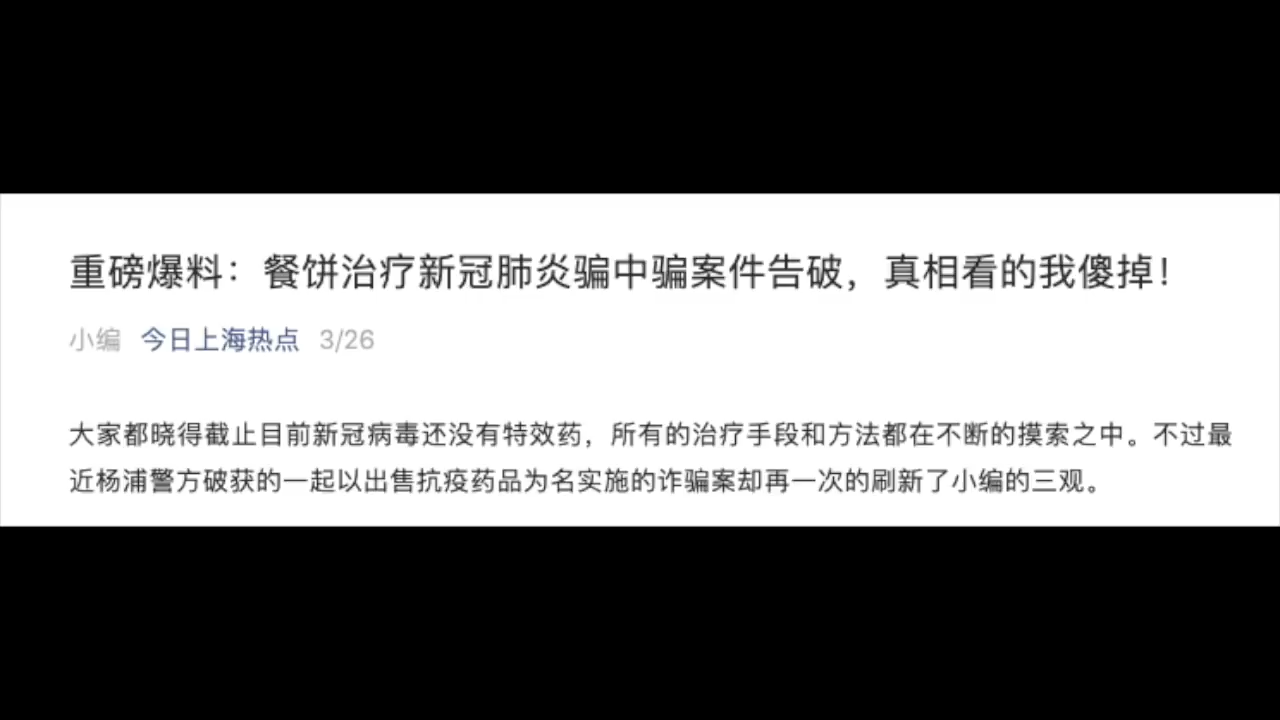 重磅爆料：餐饼治疗新冠肺炎骗中骗案件告破，真相看的我傻掉！
小编 今日上海热点 3/26
大家都晓得截止目前新冠病毒还没有特效药，所有的治疗手段和方法都在不断的摸索之中。不过最
近杨浦警方破获的一起以出售抗疫药品为名实施的诈骗案却再一次的刷新了小编的三观。